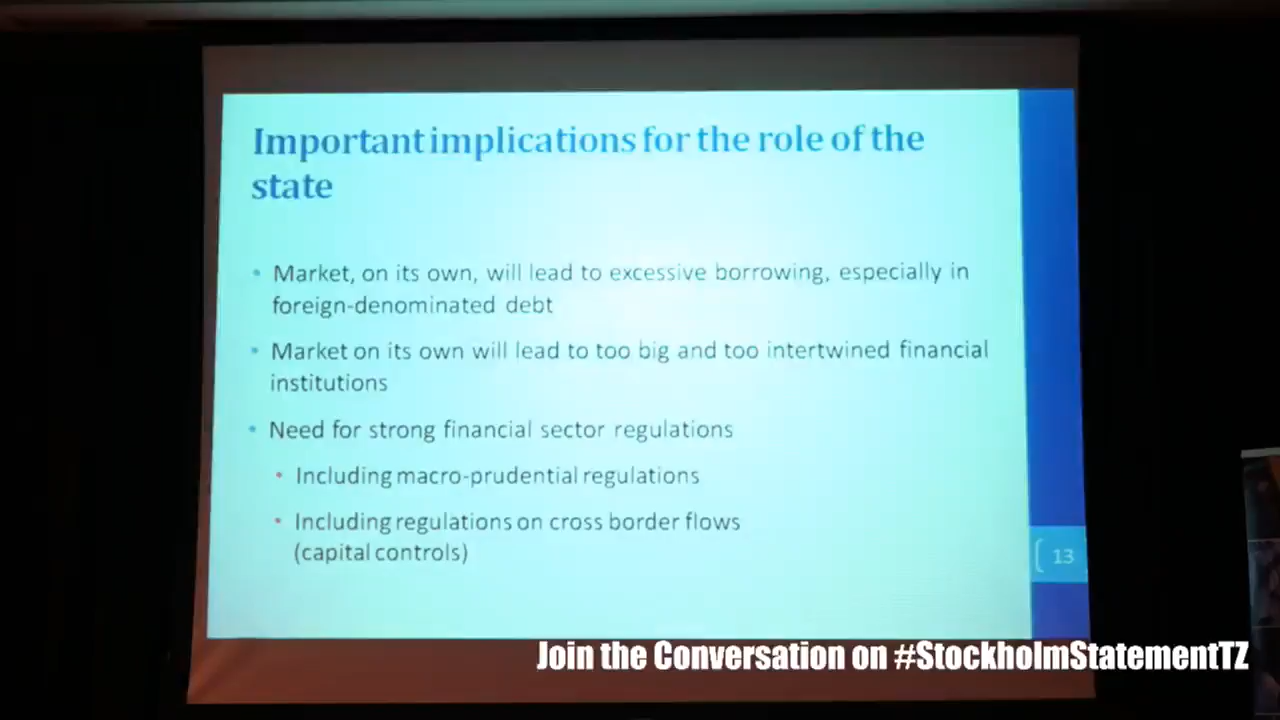 Important implications for the role of the
state
• Market, on its own, will lead to excessive borrowing, especially in
foreign-denominated debt
• Market on its own will lead to too big and too intertwined financial
institutions
• Need for strong financial sector regulations
• Including macro-prudential regulations
• Including regulations on cross border flows
(capital controls)
13
Join the Conversation on #StockholmStatementTZ